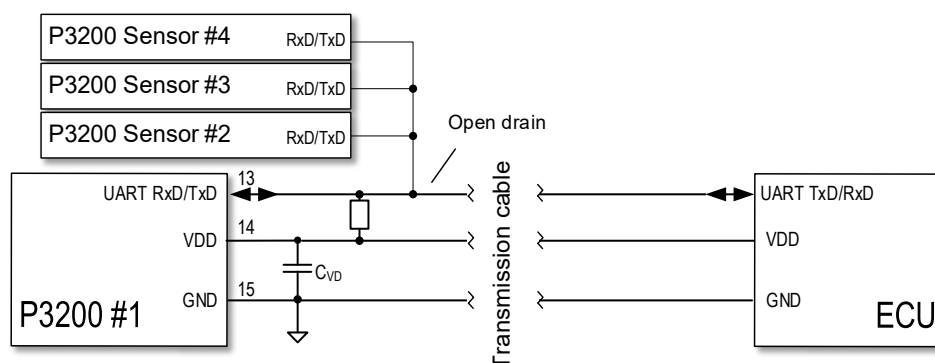 P3200 Sensor #4 RxD/TxD
P3200 Sensor #3 RxD/TxD
P3200 Sensor #2 RxD/TxD
Open drain
UART RxD/TxD 13 UART TxD/RxD
VDD 14 VDD
CVD
GND 15 GND
P3200 #1 ECU
Transmission cable